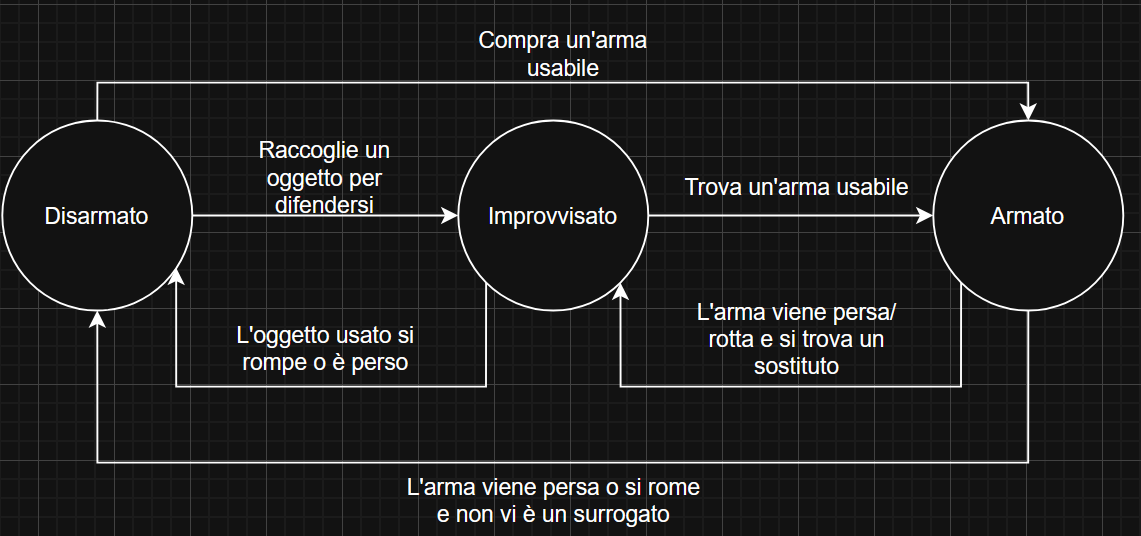 Compra un'arma
usabile
Raccoglie un
oggetto per
difendersi
Trova un'arma usabile
Disarmato
Improvvisato
Armato
L'oggetto usato si
rompe o è perso
L'arma viene persa/
rotta e si trova un
sostituto
L'arma viene persa o si rome
e non vi è un surrogato